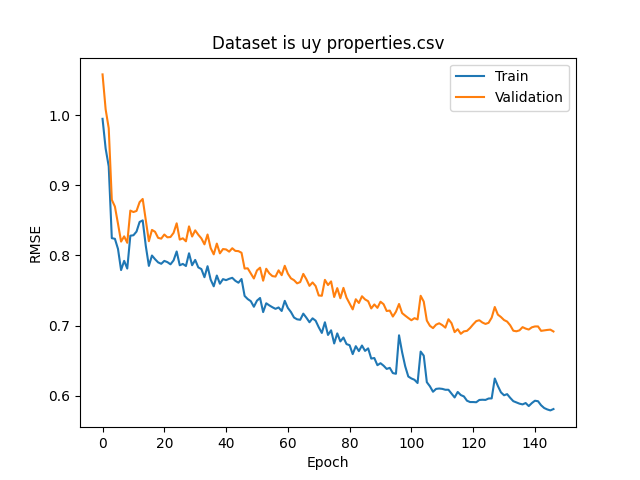 Dataset is uy properties.csv
Train
Validation
1.0
0.9
0.8
0.7
0.6
RMSE
0 20 40 60 80 100 120 140
Epoch